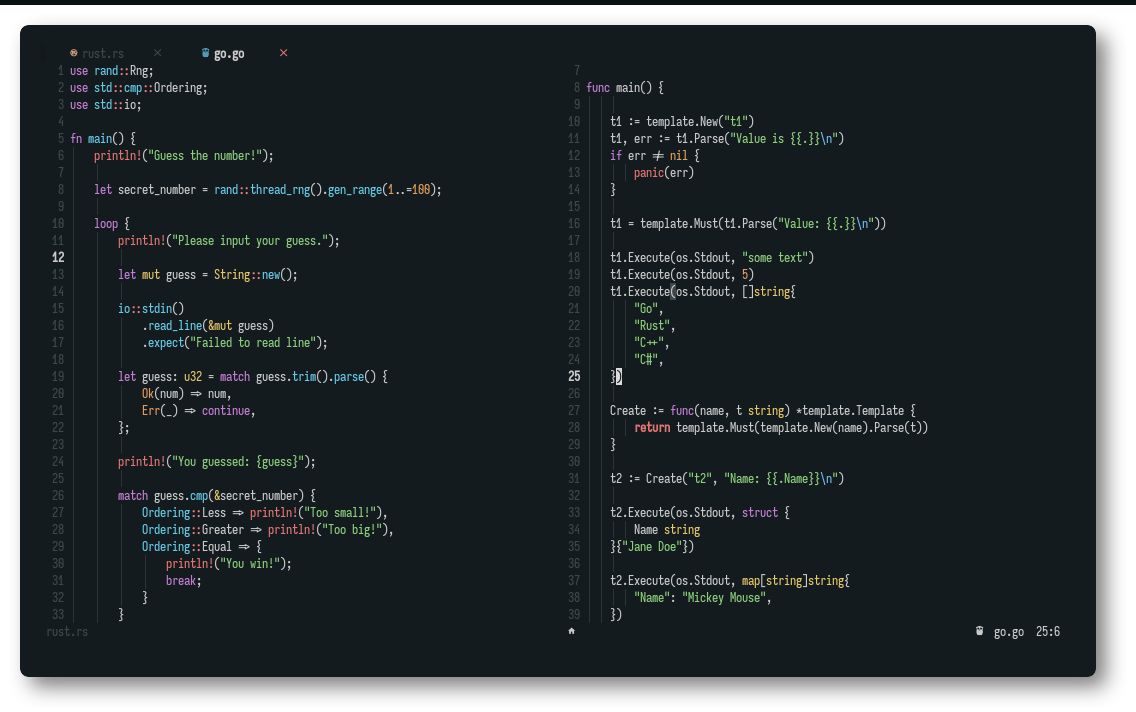 rust.rs × go.go ×
1 use rand::Rng;
2 use std::cmp::Ordering;
3 use std::io;
4
5 fn main() {
6     println!("Guess the number!");
7
8     let secret_number = rand::thread_rng().gen_range(1..=100);
9
10     loop {
11         println!("Please input your guess.");
12
13         let mut guess = String::new();
14
15         io::stdin()
16             .read_line(&mut guess)
17             .expect("Failed to read line");
18
19         let guess: u32 = match guess.trim().parse() {
20             Ok(num) => num,
21             Err(_) => continue,
22         };
23
24         println!("You guessed: {guess}");
25
26         match guess.cmp(&secret_number) {
27             Ordering::Less => println!("Too small!"),
28             Ordering::Greater => println!("Too big!"),
29             Ordering::Equal => {
30                 println!("You win!");
31                 break;
32             }
33         }
rust.rs
7
8 func main() {
9
10     t1 := template.New("t1")
11     t1, err := t1.Parse("Value is {{.}}\n")
12     if err != nil {
13         panic(err)
14     }
15
16     t1 = template.Must(t1.Parse("Value: {{.}}\n"))
17
18     t1.Execute(os.Stdout, "some text")
19     t1.Execute(os.Stdout, 5)
20     t1.Execute(os.Stdout, []string{
21         "Go",
22         "Rust",
23         "C++",
24         "C#",
25     })
26
27     Create := func(name, t string) *template.Template {
28         return template.Must(template.New(name).Parse(t))
29     }
30
31     t2 := Create("t2", "Name: {{.Name}}\n")
32
33     t2.Execute(os.Stdout, struct {
34         Name string
35     }{"Jane Doe"})
36
37     t2.Execute(os.Stdout, map[string]string{
38         "Name": "Mickey Mouse",
39     })
go.go 25:6